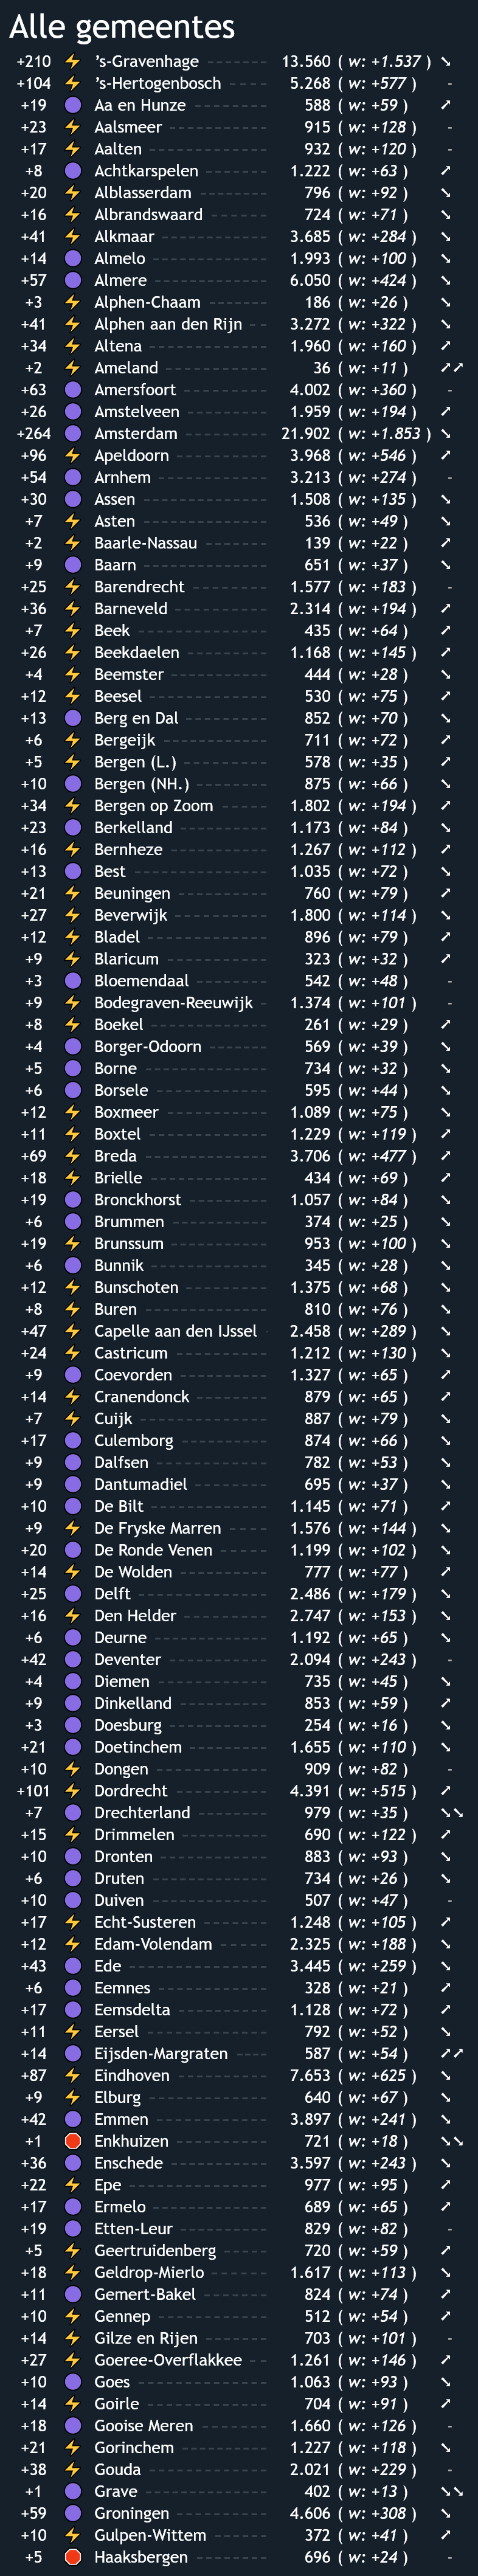 Alle gemeentes
+210 ⚡ ’s-Gravenhage 13.560 ( w: +1.537 ) ➘
+104 ⚡ ’s-Hertogenbosch 5.268 ( w: +577 ) -
+19 Aa en Hunze 588 ( w: +59 ) ➚
+23 ⚡ Aalsmeer 915 ( w: +128 ) -
+17 ⚡ Aalten 932 ( w: +120 ) -
+8 Achtkarspelen 1.222 ( w: +63 ) ➚
+20 ⚡ Alblasserdam 796 ( w: +92 ) ➘
+16 ⚡ Albrandswaard 724 ( w: +71 ) ➘
+41 ⚡ Alkmaar 3.685 ( w: +284 ) ➘
+14 Almelo 1.993 ( w: +100 ) ➘
+57 Almere 6.050 ( w: +424 ) ➘
+3 ⚡ Alphen-Chaam 186 ( w: +26 ) ➘
+41 ⚡ Alphen aan den Rijn 3.272 ( w: +322 ) ➘
+34 ⚡ Altena 1.960 ( w: +160 ) ➚
+2 ⚡ Ameland 36 ( w: +11 ) ➚➚
+63 Amersfoort 4.002 ( w: +360 ) -
+26 Amstelveen 1.959 ( w: +194 ) ➚
+264 Amsterdam 21.902 ( w: +1.853 ) ➘
+96 ⚡ Apeldoorn 3.968 ( w: +546 ) ➚
+54 Arnhem 3.213 ( w: +274 ) -
+30 Assen 1.508 ( w: +135 ) ➘
+7 ⚡ Asten 536 ( w: +49 ) ➘
+2 ⚡ Baarle-Nassau 139 ( w: +22 ) ➚
+9 Baarn 651 ( w: +37 ) ➘
+25 ⚡ Barendrecht 1.577 ( w: +183 ) -
+36 ⚡ Barneveld 2.314 ( w: +194 ) ➚
+7 ⚡ Beek 435 ( w: +64 ) ➚
+26 ⚡ Beekdaelen 1.168 ( w: +145 ) ➚
+4 ⚡ Beemster 444 ( w: +28 ) ➘
+12 ⚡ Beesel 530 ( w: +75 ) ➚
+13 Berg en Dal 852 ( w: +70 ) ➘
+6 ⚡ Bergeijk 711 ( w: +72 ) ➚
+5 ⚡ Bergen (L.) 578 ( w: +35 ) ➚
+10 Bergen (NH.) 875 ( w: +66 ) ➘
+34 ⚡ Bergen op Zoom 1.802 ( w: +194 ) ➚
+23 Berkelland 1.173 ( w: +84 ) ➘
+16 ⚡ Bernheze 1.267 ( w: +112 ) ➚
+13 Best 1.035 ( w: +72 ) ➘
+21 ⚡ Beuningen 760 ( w: +79 ) ➚
+27 ⚡ Beverwijk 1.800 ( w: +114 ) ➘
+12 ⚡ Bladel 896 ( w: +79 ) ➚
+9 ⚡ Blaricum 323 ( w: +32 ) ➚
+3 Bloemendaal 542 ( w: +48 ) -
+9 ⚡ Bodegraven-Reeuwijk 1.374 ( w: +101 ) -
+8 ⚡ Boekel 261 ( w: +29 ) ➚
+4 Borger-Odoorn 569 ( w: +39 ) ➘
+5 Borne 734 ( w: +32 ) ➘
+6 Borsele 595 ( w: +44 ) ➘
+12 ⚡ Boxmeer 1.089 ( w: +75 ) ➘
+11 ⚡ Boxtel 1.229 ( w: +119 ) ➚
+69 ⚡ Breda 3.706 ( w: +477 ) ➚
+18 ⚡ Brielle 434 ( w: +69 ) ➚
+19 Bronckhorst 1.057 ( w: +84 ) ➘
+6 Brummen 374 ( w: +25 ) ➘
+19 ⚡ Brunssum 953 ( w: +100 ) ➘
+6 Bunnik 345 ( w: +28 ) ➘
+12 ⚡ Bunschoten 1.375 ( w: +68 ) ➘
+8 ⚡ Buren 810 ( w: +76 ) ➘
+47 ⚡ Capelle aan den IJssel 2.458 ( w: +289 ) ➘
+24 ⚡ Castricum 1.212 ( w: +130 ) ➘
+9 Coevorden 1.327 ( w: +65 ) ➚
+14 ⚡ Cranendonck 879 ( w: +65 ) ➚
+7 ⚡ Cuijk 887 ( w: +79 ) ➘
+17 Culemborg 874 ( w: +66 ) ➘
+9 Dalfsen 782 ( w: +53 ) ➘
+9 Dantumadiel 695 ( w: +37 ) ➘
+10 De Bilt 1.145 ( w: +71 ) ➚
+9 ⚡ De Fryske Marren 1.576 ( w: +144 ) ➘
+20 De Ronde Venen 1.199 ( w: +102 ) ➘
+14 ⚡ De Wolden 777 ( w: +77 ) ➚
+25 Delft 2.486 ( w: +179 ) ➘
+16 ⚡ Den Helder 2.747 ( w: +153 ) ➘
+6 Deurne 1.192 ( w: +65 ) ➘
+42 Deventer 2.094 ( w: +243 ) -
+4 Diemen 735 ( w: +45 ) ➘
+9 Dinkelland 853 ( w: +59 ) ➚
+3 Doesburg 254 ( w: +16 ) ➘
+21 Doetinchem 1.655 ( w: +110 ) ➘
+10 ⚡ Dongen 909 ( w: +82 ) -
+101 ⚡ Dordrecht 4.391 ( w: +515 ) ➚
+7 Drechterland 979 ( w: +35 ) ➘➘
+15 ⚡ Drimmelen 690 ( w: +122 ) ➚
+10 Dronten 883 ( w: +93 ) ➘
+6 Druten 734 ( w: +26 ) ➘
+10 Duiven 507 ( w: +47 ) -
+17 ⚡ Echt-Susteren 1.248 ( w: +105 ) ➚
+12 ⚡ Edam-Volendam 2.325 ( w: +188 ) ➘
+43 Ede 3.445 ( w: +259 ) ➘
+6 Eemnes 328 ( w: +21 ) ➚
+17 Eemsdelta 1.128 ( w: +72 ) ➚
+11 ⚡ Eersel 792 ( w: +52 ) ➘
+14 Eijsden-Margraten 587 ( w: +54 ) ➚➚
+87 ⚡ Eindhoven 7.653 ( w: +625 ) ➘
+9 ⚡ Elburg 640 ( w: +67 ) ➘
+42 Emmen 3.897 ( w: +241 ) ➘
+1 Enkhuizen 721 ( w: +18 ) ➘➘
+36 Enschede 3.597 ( w: +243 ) ➘
+22 ⚡ Epe 977 ( w: +95 ) ➚
+17 Ermelo 689 ( w: +65 ) ➚
+19 Etten-Leur 829 ( w: +82 ) -
+5 ⚡ Geertruidenberg 720 ( w: +59 ) ➚
+18 ⚡ Geldrop-Mierlo 1.617 ( w: +113 ) ➘
+11 Gemert-Bakel 824 ( w: +74 ) ➚
+10 ⚡ Gennep 512 ( w: +54 ) ➚
+14 ⚡ Gilze en Rijen 703 ( w: +101 ) -
+27 ⚡ Goeree-Overflakkee 1.261 ( w: +146 ) ➚
+10 Goes 1.063 ( w: +93 ) ➘
+14 ⚡ Goirle 704 ( w: +91 ) ➚
+18 Gooise Meren 1.660 ( w: +126 ) -
+21 ⚡ Gorinchem 1.227 ( w: +118 ) ➘
+38 ⚡ Gouda 2.021 ( w: +229 ) -
+1 Grave 402 ( w: +13 ) ➘➘
+59 Groningen 4.606 ( w: +308 ) ➘
+10 ⚡ Gulpen-Wittem 372 ( w: +41 ) ➚
+5 Haaksbergen 696 ( w: +24 ) -